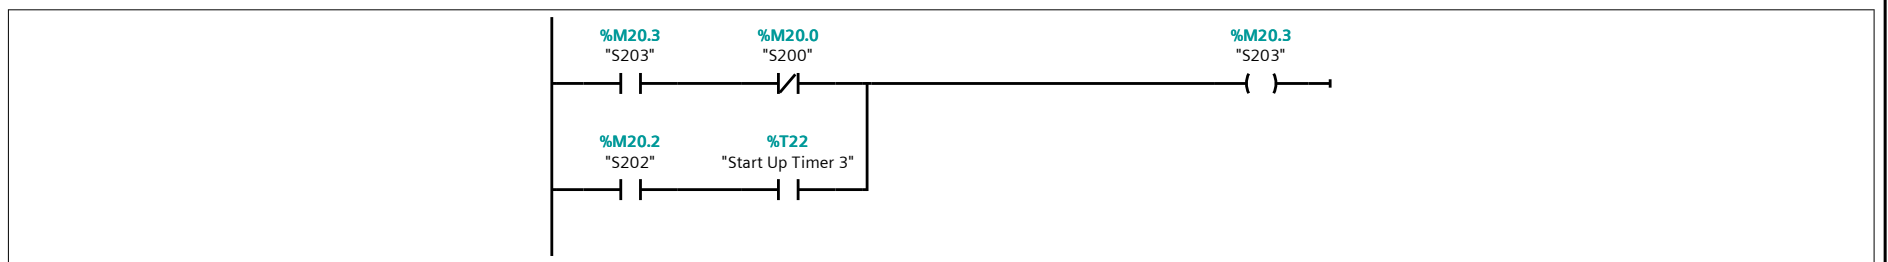 %M20.3 %M20.0 %M20.3
"S203" "S200" "S203"
%M20.2 %T22
"S202" "Start Up Timer 3"